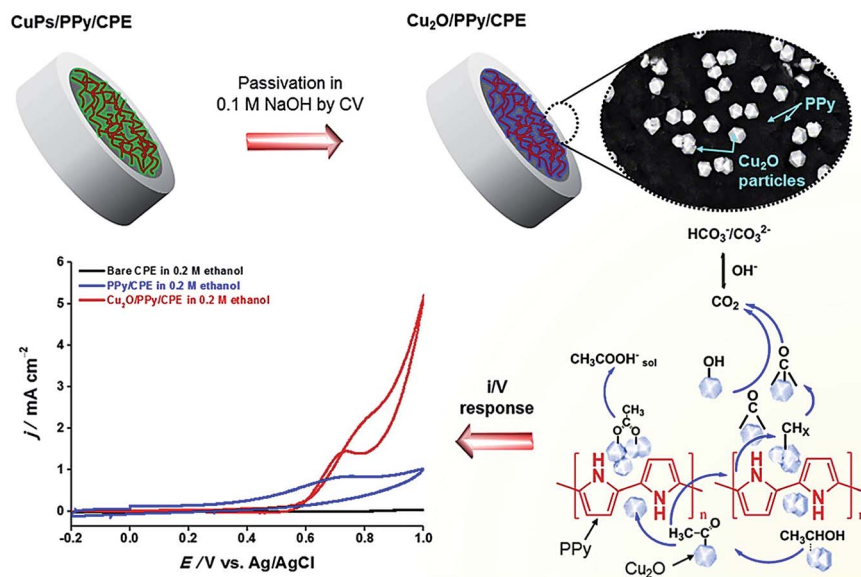 CuPs/PPy/CPE
Cu₂O/PPy/CPE
Passivation in
0.1 M NaOH by CV
PPy
Cu₂O
particles
HCO₃⁻/CO₃²⁻
OH⁻
CO₂
Bare CPE in 0.2 M ethanol
PPy/CPE in 0.2 M ethanol
Cu₂O/PPy/CPE in 0.2 M ethanol
6
5
4
3
2
1
0
j / mA cm⁻²
-0.2
0.0
0.2
0.4
0.6
0.8
1.0
E /V vs. Ag/AgCl
i/V
response
CH₃COOH⁻ sol
OH
O
C
O
C
CH₃
C
O
O
CHX
H
N
N
H
n
H
N
N
H
n
H₃C-C
O
CH₃CHOH
PPy
Cu₂O